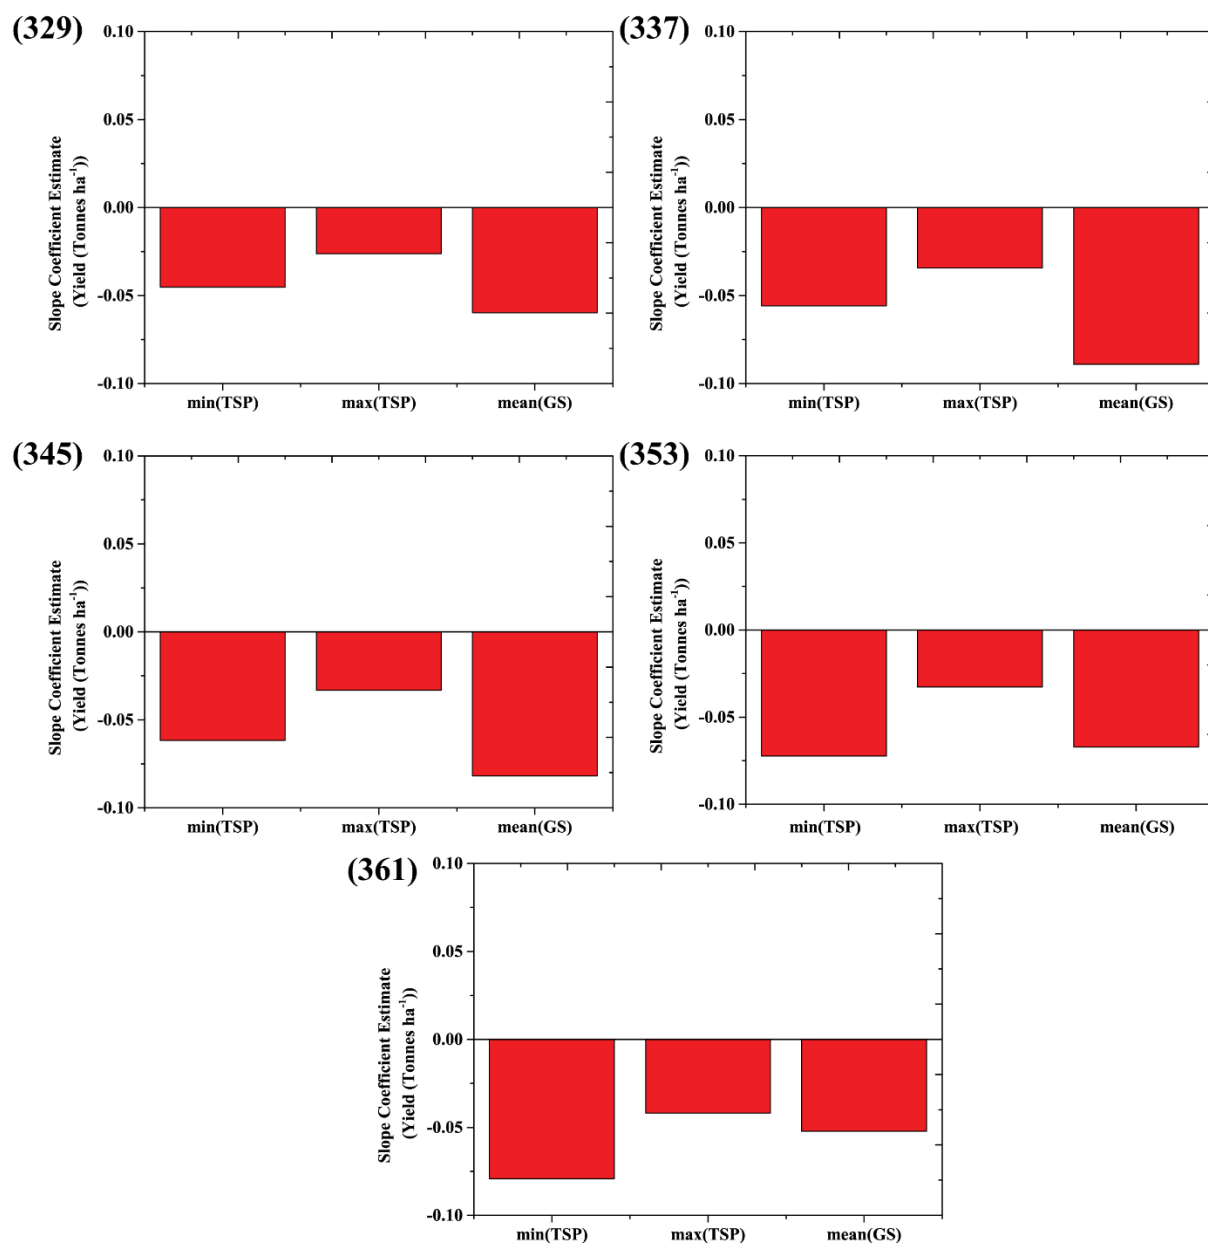 (329)
0.10
0.05
0.00
-0.05
-0.10
Slope Coefficient Estimate
(Yield (Tonnes ha⁻¹))
min(TSP) max(TSP) mean(GS)
(337)
0.10
0.05
0.00
-0.05
-0.10
Slope Coefficient Estimate
(Yield (Tonnes ha⁻¹))
min(TSP) max(TSP) mean(GS)
(345)
0.10
0.05
0.00
-0.05
-0.10
Slope Coefficient Estimate
(Yield (Tonnes ha⁻¹))
min(TSP) max(TSP) mean(GS)
(353)
0.10
0.05
0.00
-0.05
-0.10
Slope Coefficient Estimate
(Yield (Tonnes ha⁻¹))
min(TSP) max(TSP) mean(GS)
(361)
0.10
0.05
0.00
-0.05
-0.10
Slope Coefficient Estimate
(Yield (Tonnes ha⁻¹))
min(TSP) max(TSP) mean(GS)